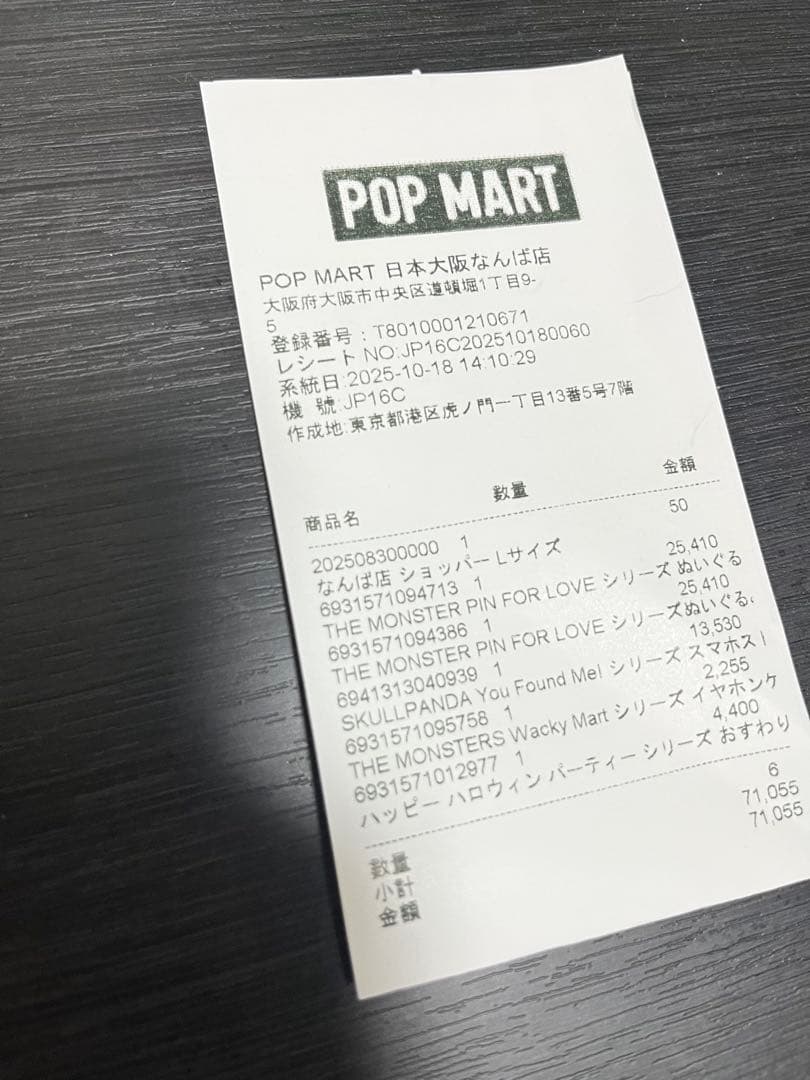 POP MART
POP MART 日本大阪なんば店
大阪府大阪市中央区道頓堀1丁目9-
5
登録番号：T8010001210671
レシート NO:JP16C202510180060
系統日:2025-10-18 14:10:29
機 號:JP16C
作成地:東京都港区虎ノ門一丁目13番5号7階
商品名 数量 金額
202508300000 1 50
なんば店 ショッパー Lサイズ
6931571094713 1 25,410
THE MONSTER PIN FOR LOVE シリーズ ぬいぐる
6931571094386 1 25,410
THE MONSTER PIN FOR LOVE シリーズぬいぐる
6941313040939 1 13,530
SKULLPANDA You Found Me! シリーズ スマホスト
6931571095758 1 2,255
THE MONSTERS Wacky Mart シリーズ イヤホンケ
6931571012977 1 4,400
ハッピー ハロウィン パーティー シリーズ おすわり
数量 6
小計 71,055
金額 71,055